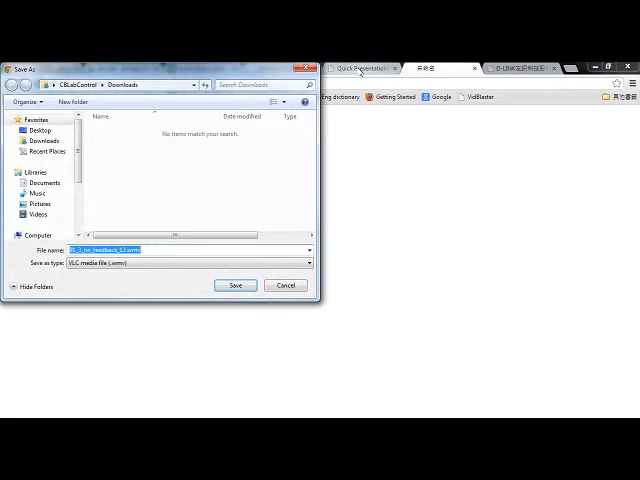 Save As
Quick Presentation
未命名
CBLabControl
Downloads
Search Downloads
Organize
New folder
Eng dictionary
Getting Started
Google
VidBlaster
Name
Date modified
Type
Favorites
No items match your search.
Desktop
Downloads
Recent Places
Libraries
Documents
Music
Pictures
Videos
Computer
File name:
Save as type:
VLC media file (.wmv)
Hide Folders
Save
Cancel